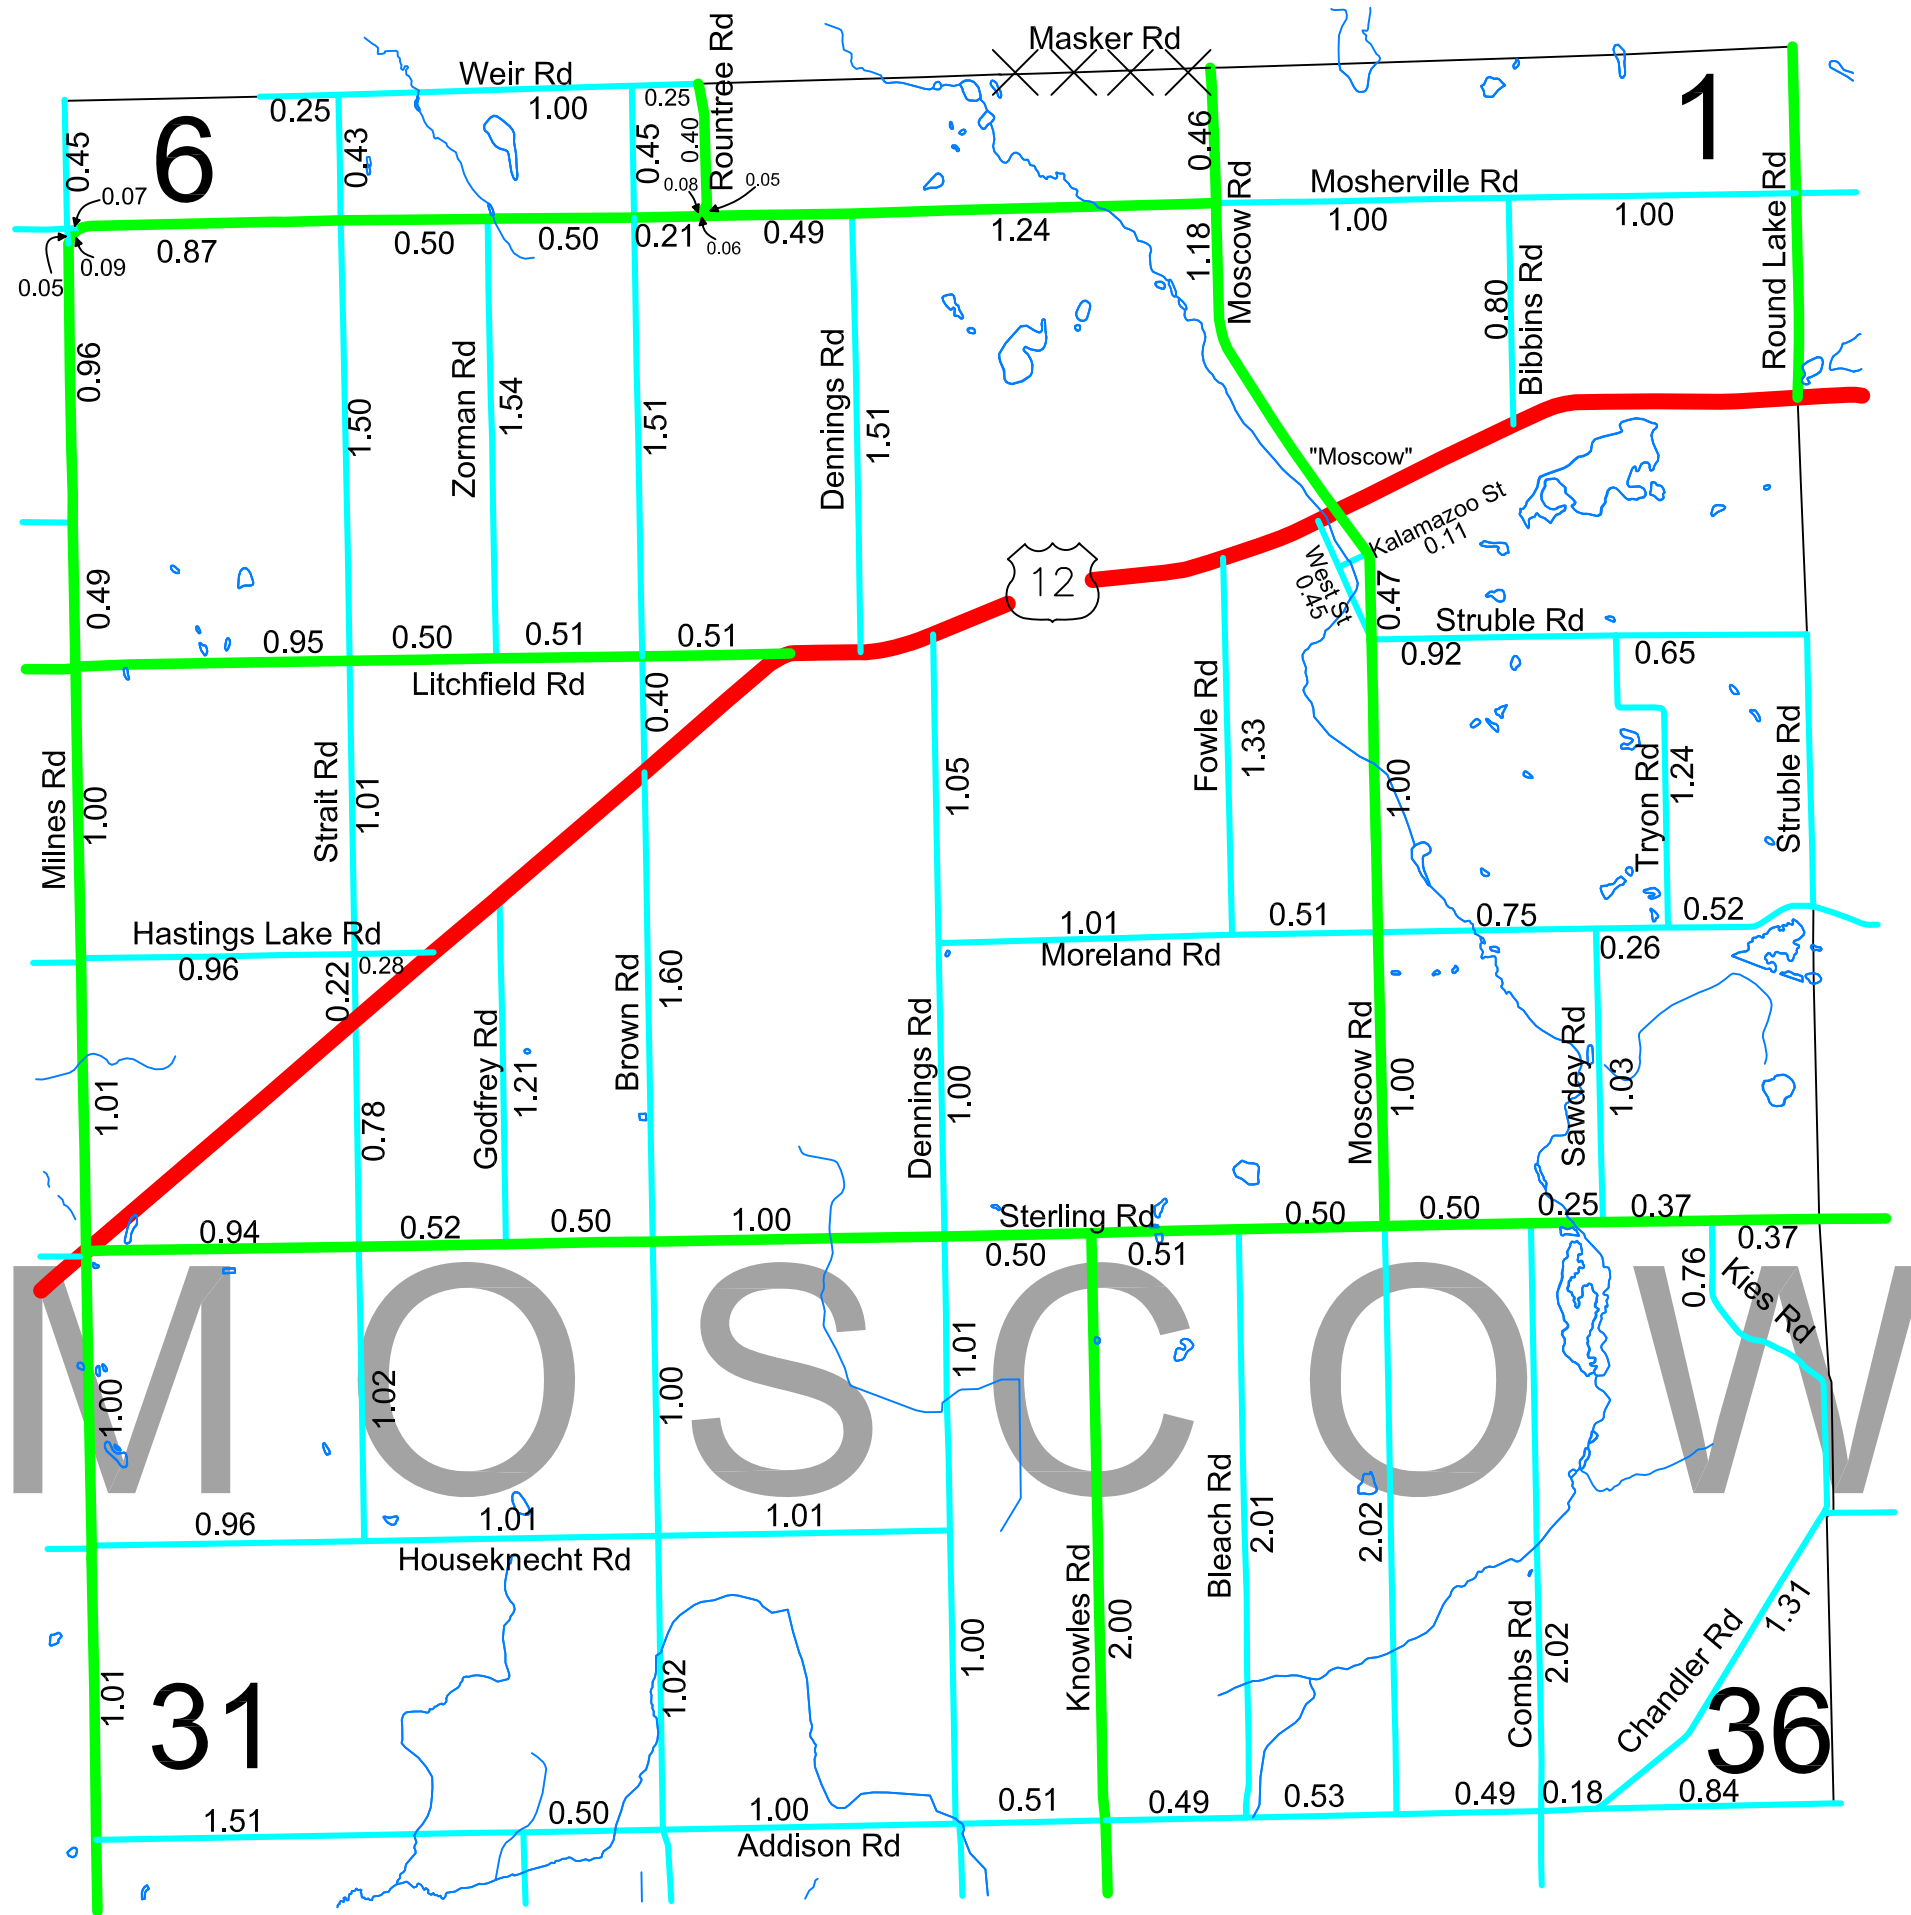 Masker Rd
Weir Rd
Rountree Rd
0.25
1.00
0.25
6
1
0.45
0.43
0.45
0.40
0.46
Moscow Rd
Mosherville Rd
Round Lake Rd
0.07
0.08
0.05
0.87
0.50
0.50
0.21
0.06
0.49
1.24
1.18
1.00
1.00
0.05
0.09
0.96
1.50
Zorman Rd
1.54
1.51
Dennings Rd
1.51
0.80
Bibbins Rd
"Moscow"
Kalamazoo St
0.11
West St
0.45
0.47
12
0.49
0.95
0.50
0.51
0.51
Litchfield Rd
Struble Rd
0.92
0.65
0.40
Milnes Rd
1.00
Strait Rd
1.01
1.05
Fowle Rd
1.33
1.00
Tryon Rd
1.24
Struble Rd
Hastings Lake Rd
0.96
0.28
0.22
1.01
0.51
0.75
0.52
Moreland Rd
0.26
1.01
0.78
Godfrey Rd
1.21
Brown Rd
1.60
Dennings Rd
1.00
Moscow Rd
1.00
Sawdey Rd
1.03
0.94
0.52
0.50
1.00
Sterling Rd
0.50
0.51
0.50
0.50
0.25
0.37
0.37
0.76
Kies Rd
MOSCOW
1.00
1.02
1.00
1.01
0.96
1.01
1.01
Houseknecht Rd
Bleach Rd
2.01
2.02
Knowles Rd
2.00
Combs Rd
2.02
Chandler Rd
1.31
1.01
31
1.02
1.00
36
1.51
0.50
1.00
Addison Rd
0.51
0.49
0.53
0.49
0.18
0.84